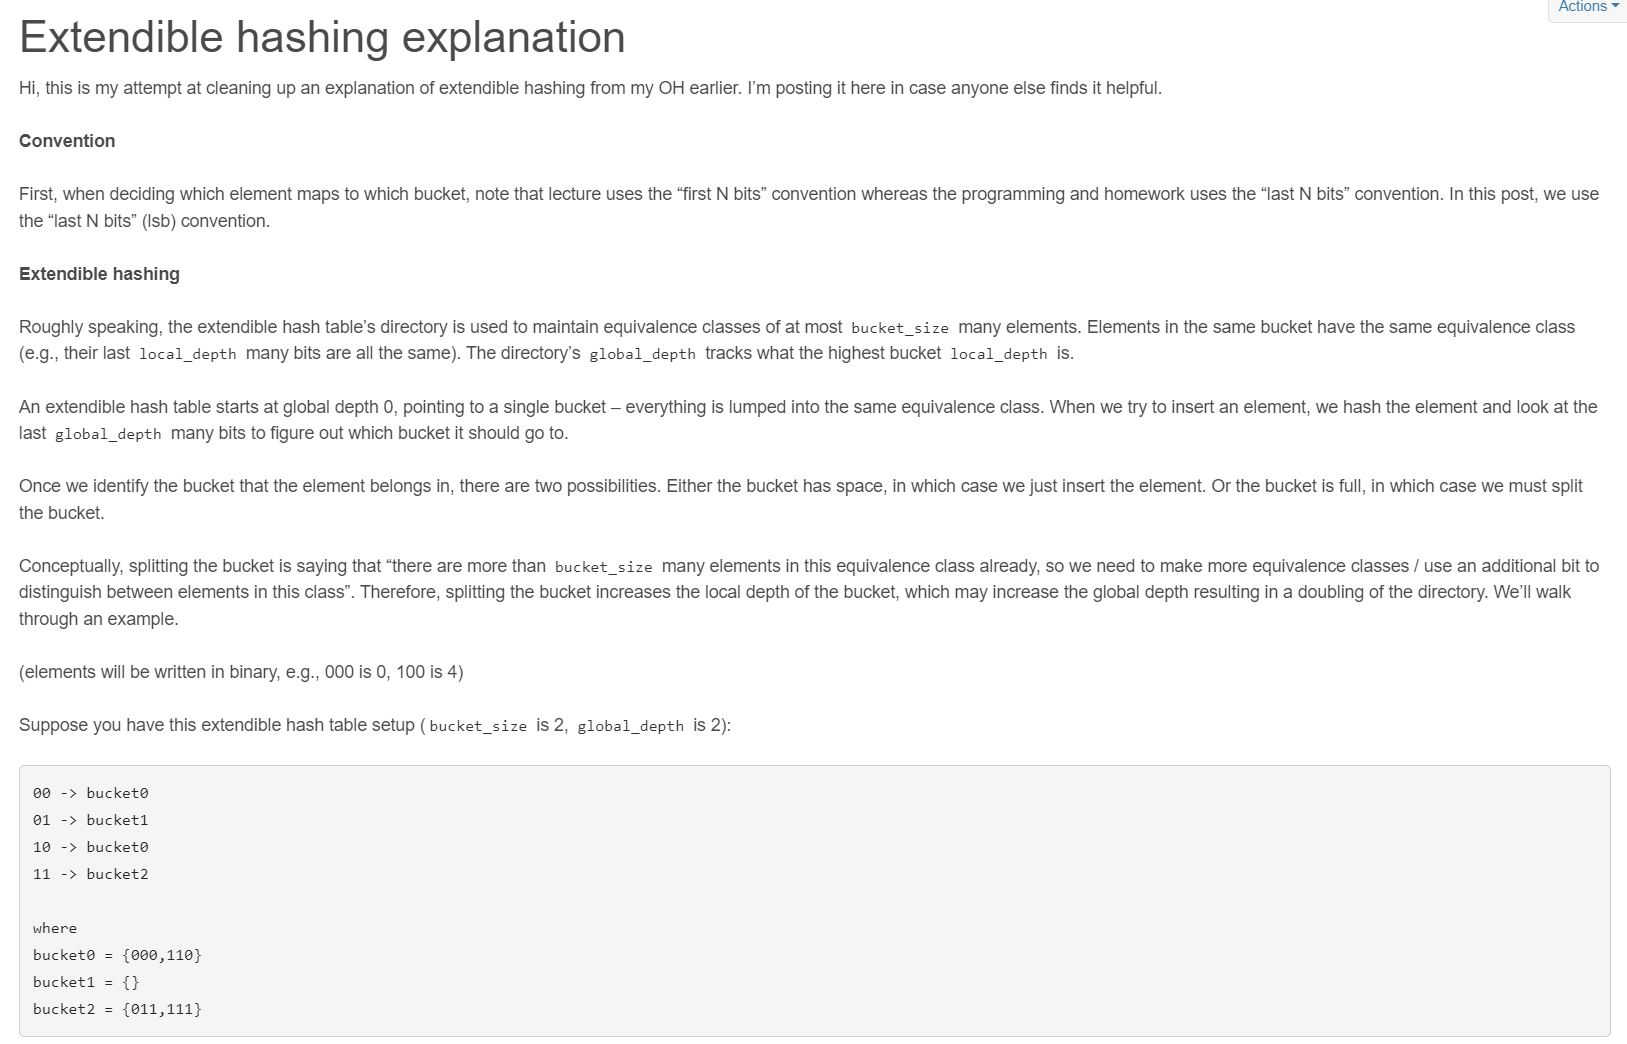 Actions
Extendible hashing explanation
Hi, this is my attempt at cleaning up an explanation of extendible hashing from my OH earlier. I’m posting it here in case anyone else finds it helpful.
Convention
First, when deciding which element maps to which bucket, note that lecture uses the “first N bits” convention whereas the programming and homework uses the “last N bits” convention. In this post, we use
the “last N bits” (lsb) convention.
Extendible hashing
Roughly speaking, the extendible hash table’s directory is used to maintain equivalence classes of at most bucket_size many elements. Elements in the same bucket have the same equivalence class
(e.g., their last local_depth many bits are all the same). The directory’s global_depth tracks what the highest bucket local_depth is.
An extendible hash table starts at global depth 0, pointing to a single bucket – everything is lumped into the same equivalence class. When we try to insert an element, we hash the element and look at the
last global_depth many bits to figure out which bucket it should go to.
Once we identify the bucket that the element belongs in, there are two possibilities. Either the bucket has space, in which case we just insert the element. Or the bucket is full, in which case we must split
the bucket.
Conceptually, splitting the bucket is saying that “there are more than bucket_size many elements in this equivalence class already, so we need to make more equivalence classes / use an additional bit to
distinguish between elements in this class”. Therefore, splitting the bucket increases the local depth of the bucket, which may increase the global depth resulting in a doubling of the directory. We’ll walk
through an example.
(elements will be written in binary, e.g., 000 is 0, 100 is 4)
Suppose you have this extendible hash table setup ( bucket_size is 2, global_depth is 2):
00 -> bucket0
01 -> bucket1
10 -> bucket0
11 -> bucket2
where
bucket0 = {000,110}
bucket1 = {}
bucket2 = {011,111}